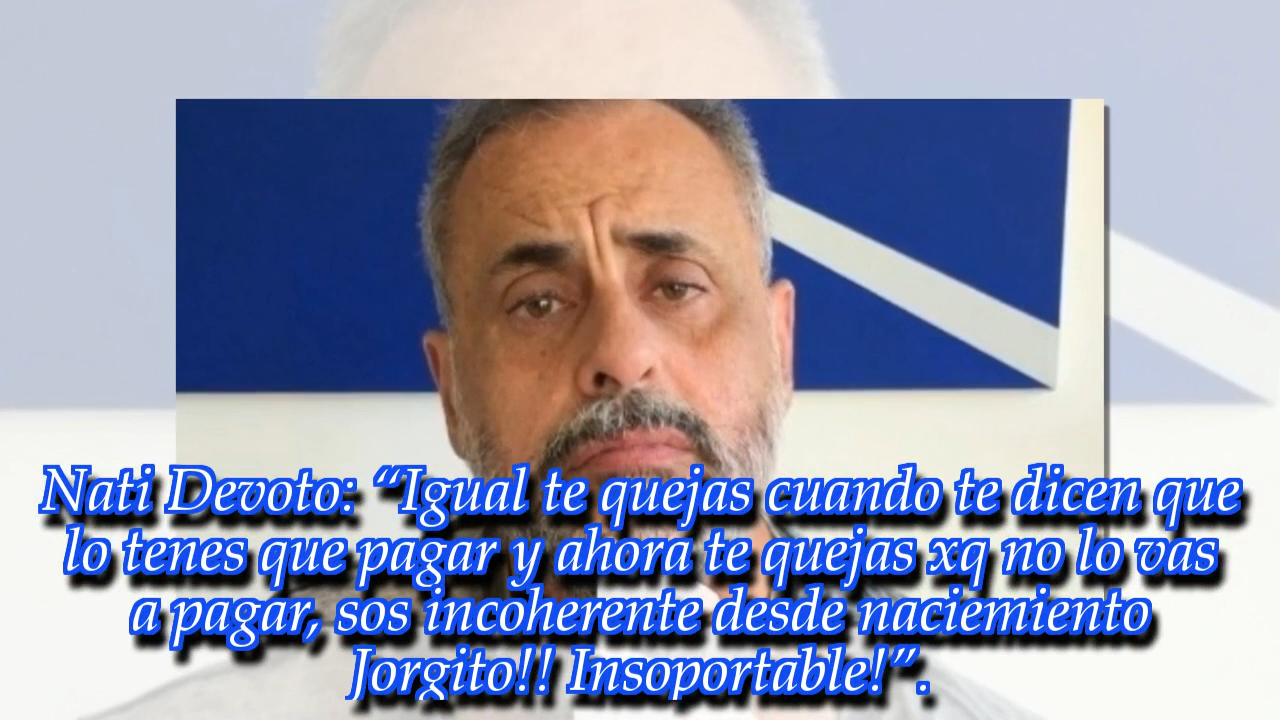 Nati Devoto: “Igual te quejas cuando te dicen que
lo tenes que pagar y ahora te quejas xq no lo vas
a pagar, sos incoherente desde naciemiento
Jorgito!! Insoportable!”.